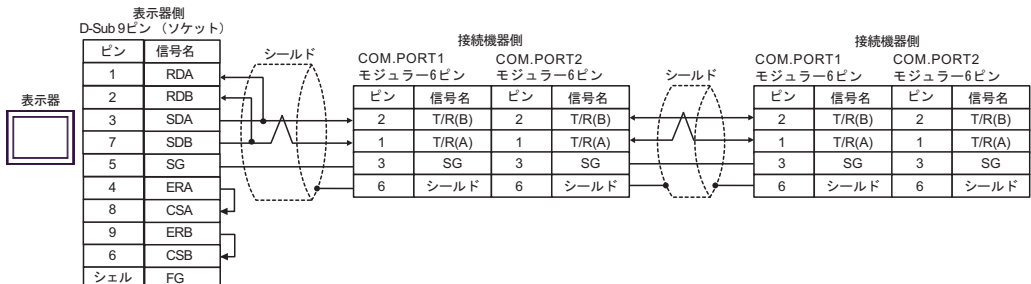 表示器側
D-Sub 9ピン （ソケット）
ピン 信号名
1 RDA
2 RDB
3 SDA
7 SDB
5 SG
4 ERA
8 CSA
9 ERB
6 CSB
シェル FG
表示器
シールド
接続機器側
COM.PORT1 COM.PORT2
モジュラー6ピン モジュラー6ピン
ピン 信号名 ピン 信号名
2 T/R(B) 2 T/R(B)
1 T/R(A) 1 T/R(A)
3 SG 3 SG
6 シールド 6 シールド
シールド
接続機器側
COM.PORT1 COM.PORT2
モジュラー6ピン モジュラー6ピン
ピン 信号名 ピン 信号名
2 T/R(B) 2 T/R(B)
1 T/R(A) 1 T/R(A)
3 SG 3 SG
6 シールド 6 シールド